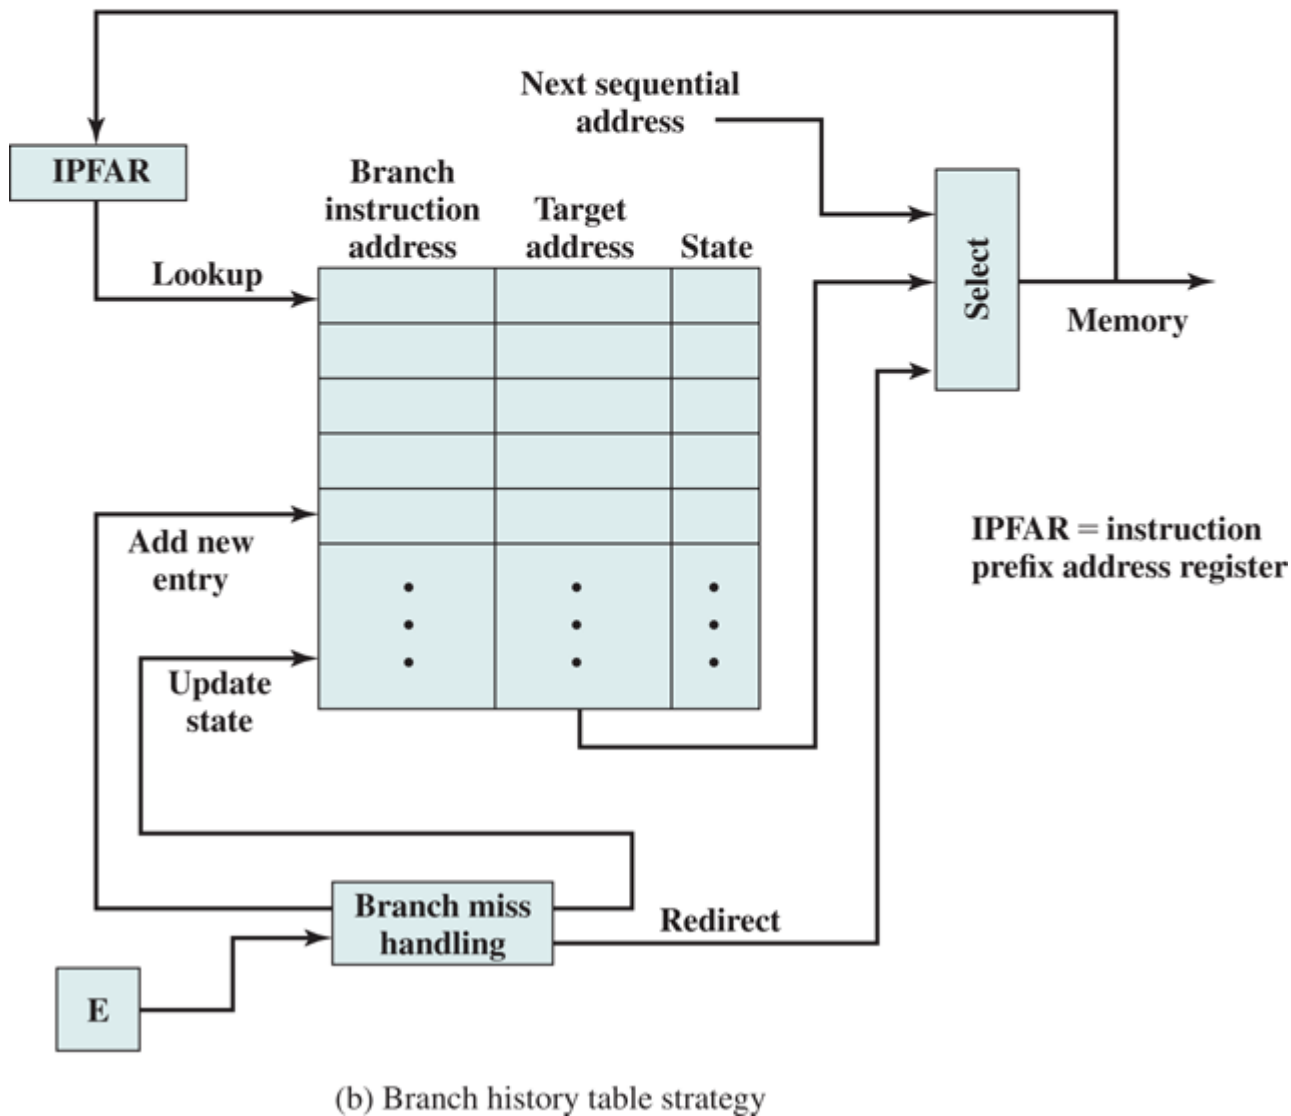 Next sequential
address
IPFAR
Branch
instruction
address
Target
address
State
Lookup
Select
Memory
Add new
entry
IPFAR = instruction
prefix address register
Update
state
Branch miss
handling
Redirect
E
(b) Branch history table strategy